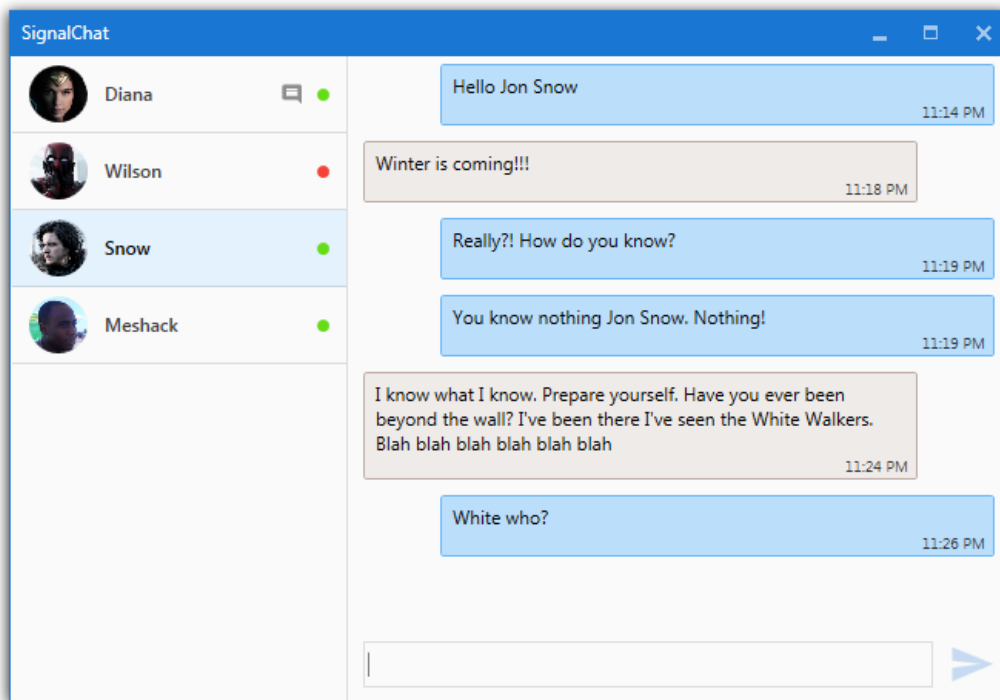 SignalChat
Diana
Wilson
Snow
Meshack
Hello Jon Snow
11:14 PM
Winter is coming!!!
11:18 PM
Really?! How do you know?
11:19 PM
You know nothing Jon Snow. Nothing!
11:19 PM
I know what I know. Prepare yourself. Have you ever been
beyond the wall? I've been there I've seen the White Walkers.
Blah blah blah blah blah blah
11:24 PM
White who?
11:26 PM